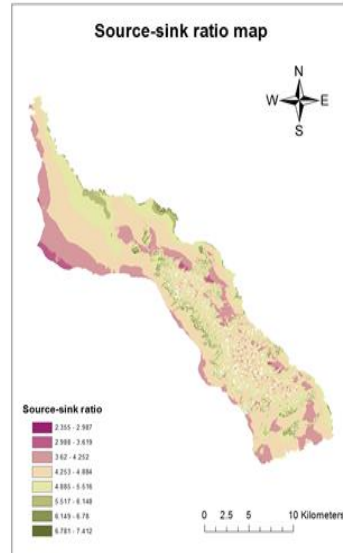 Source-sink ratio map
N
W E
S
Source-sink ratio
2.355 - 2.987
2.988 - 3.619
3.62 - 4.252
4.253 - 4.884
4.885 - 5.516
5.517 - 6.148
6.149 - 6.78
6.781 - 7.412
0 2.5 5 10 Kilometers